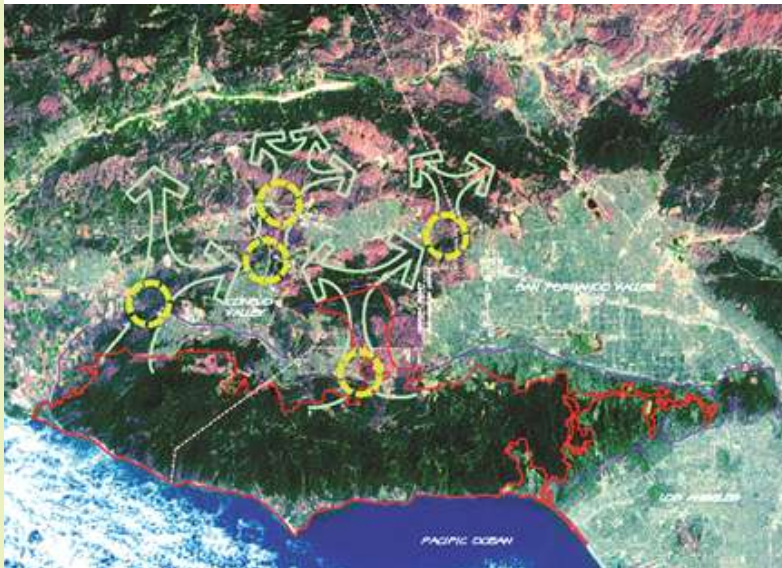 SAN FERNANDO VALLEY
CONEJO
VALLEY
LOS ANGELES
PACIFIC OCEAN